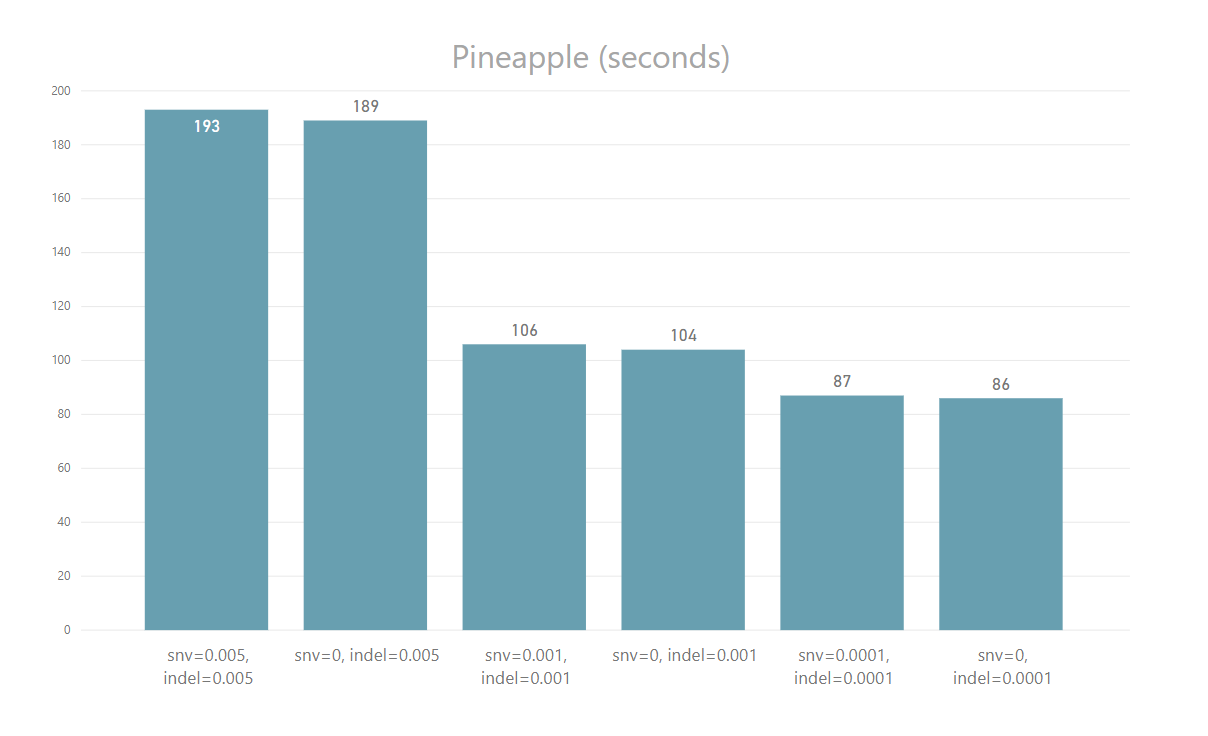 Pineapple (seconds)
200
180
160
140
120
100
80
60
40
20
0
193
189
106
104
87
86
snv=0.005,
indel=0.005
snv=0, indel=0.005
snv=0.001,
indel=0.001
snv=0, indel=0.001
snv=0.0001,
indel=0.0001
snv=0,
indel=0.0001